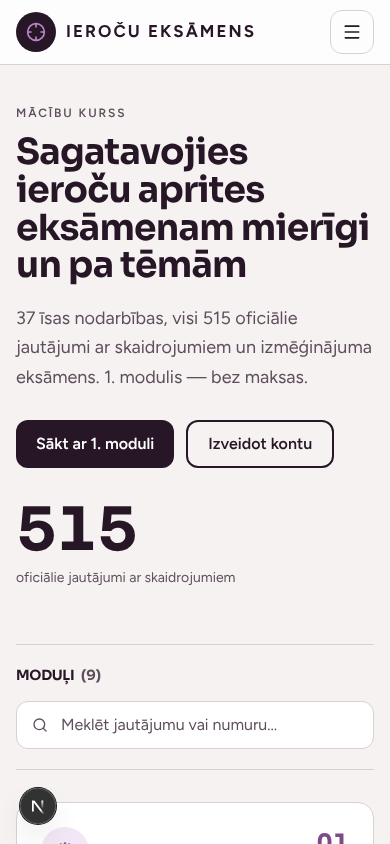 IEROČU EKSĀMENS
MĀCĪBU KURSS
Sagatavojies
ieroču aprites
eksāmenam mierīgi
un pa tēmām
37 īsas nodarbības, visi 515 oficiālie
jautājumi ar skaidrojumiem un izmēģinājuma
eksāmens. 1. modulis — bez maksas.
Sākt ar 1. moduli
Izveidot kontu
515
oficiālie jautājumi ar skaidrojumiem
MODUĻI (9)
Meklēt jautājumu vai numuru...
N
01